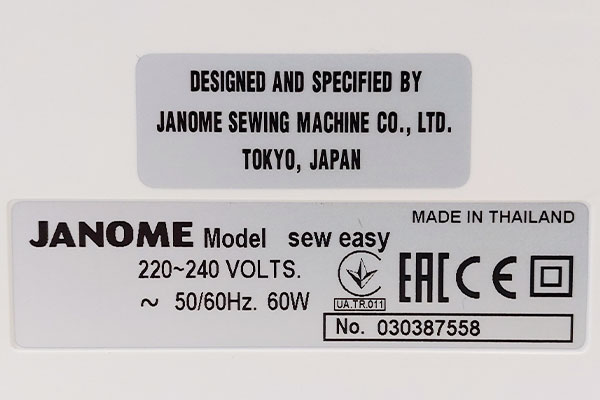 DESIGNED AND SPECIFIED BY
JANOME SEWING MACHINE CO., LTD.
TOKYO, JAPAN
MADE IN THAILAND
JANOME Model sew easy
220~240 VOLTS.
~ 50/60Hz. 60W
UA.TR.011
EAC CE
No. 030387558